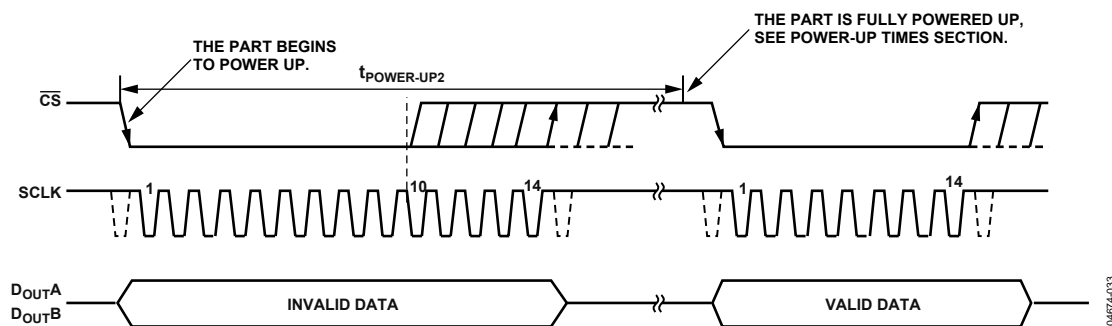 THE PART BEGINS
TO POWER UP.
THE PART IS FULLY POWERED UP,
SEE POWER-UP TIMES SECTION.
tPOWER-UP2
CS
SCLK
1
10
14
1
14
DOUTA
DOUTB
INVALID DATA
VALID DATA
04674-033